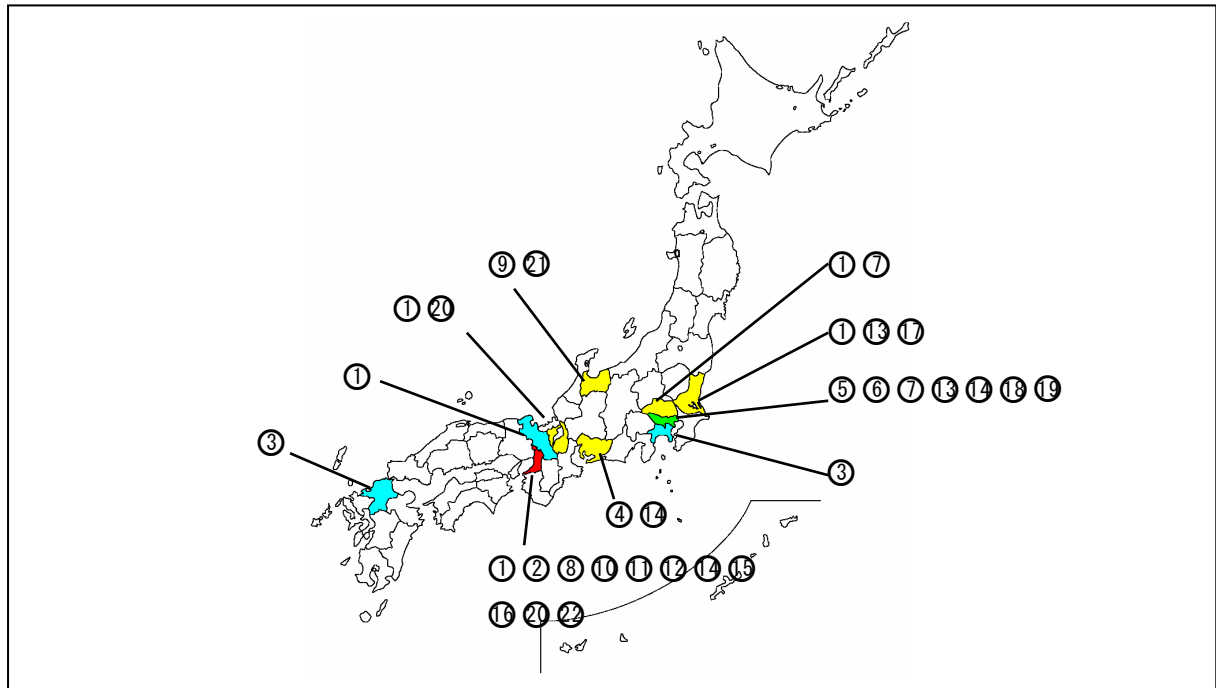 ⑨ ㉑
① ⑦
① ⑳
① ⑬ ⑰
①
⑤ ⑥ ⑦ ⑬ ⑭ ⑱ ⑲
③
③
④ ⑭
① ② ⑧ ⑩ ⑪ ⑫ ⑭ ⑮
⑯ ⑳ ㉒